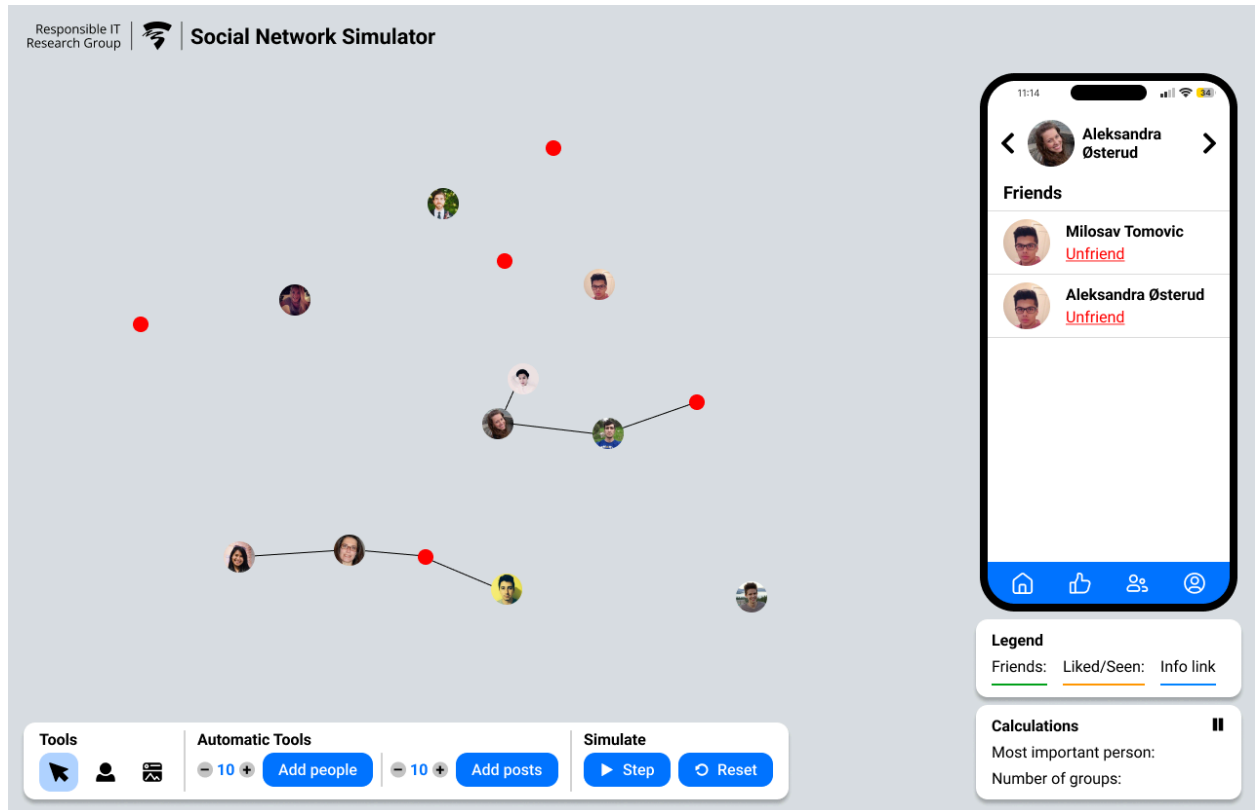 Responsible IT
Research Group
Social Network Simulator
11:14
34
Aleksandra
Østerud
Friends
Milosav Tomovic
Unfriend
Aleksandra Østerud
Unfriend
Legend
Friends: Liked/Seen: Info link
Calculations
Most important person:
Number of groups:
Tools
Automatic Tools
10 Add people
10 Add posts
Simulate
Step Reset